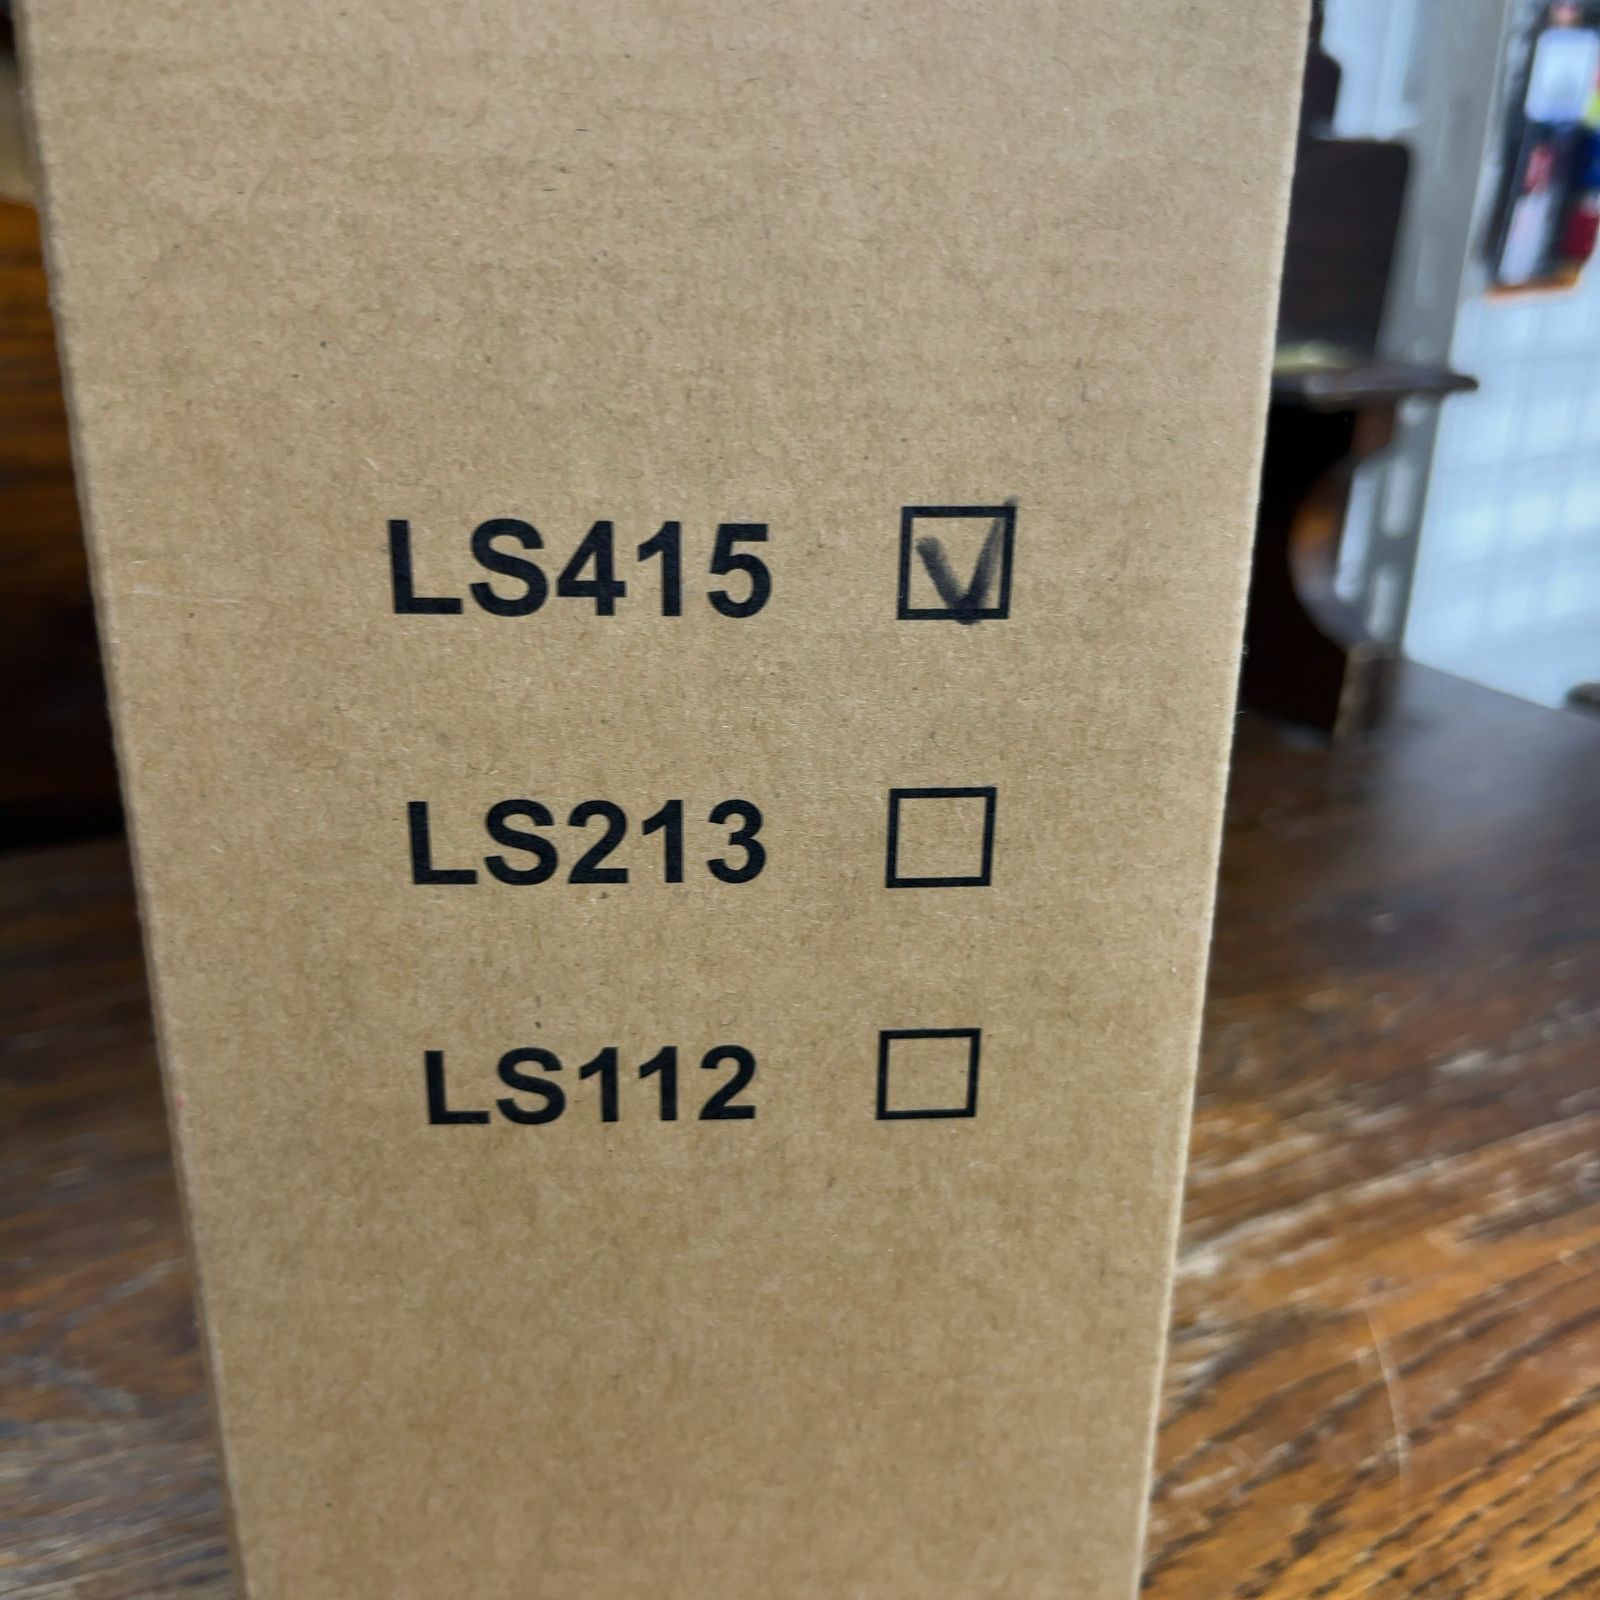 LS415 ☑
LS213 ☐
LS112 ☐